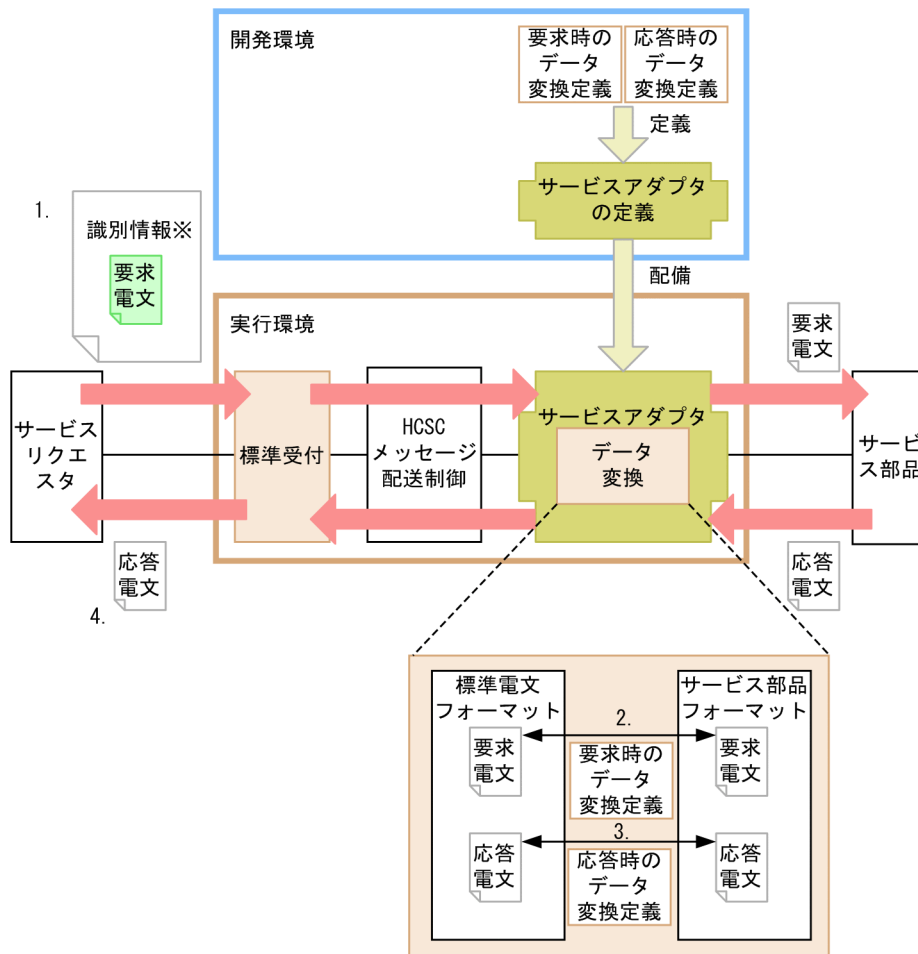 開発環境
要求時の
データ
変換定義
応答時の
データ
変換定義
定義
サービスアダプタ
の定義
配備
1.
識別情報※
要求
電文
実行環境
要求
電文
サービス
リクエ
スタ
標準受付
HCSC
メッセージ
配送制御
サービスアダプタ
データ
変換
サービ
ス部品
応答
電文
4.
応答
電文
標準電文
フォーマット
サービス部品
フォーマット
2.
要求
電文
要求時の
データ
変換定義
要求
電文
3.
応答
電文
応答時の
データ
変換定義
応答
電文